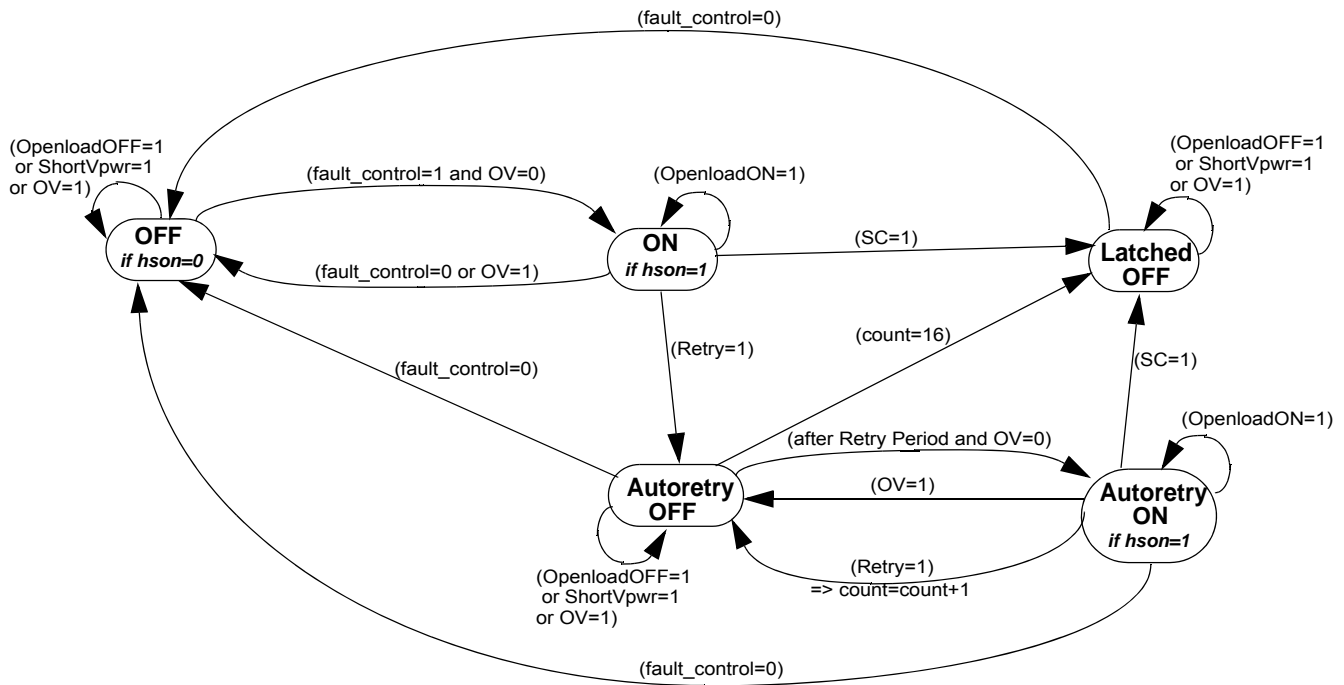 (fault_control=0)
(OpenloadOFF=1
or ShortVpwr=1
or OV=1)
(fault_control=1 and OV=0)
(OpenloadON=1)
(OpenloadOFF=1
or ShortVpwr=1
or OV=1)
OFF
if hson=0
ON
if hson=1
(SC=1)
Latched
OFF
(fault_control=0 or OV=1)
(count=16)
(Retry=1)
(fault_control=0)
(SC=1)
(OpenloadON=1)
(after Retry Period and OV=0)
Autoretry
OFF
(OV=1)
Autoretry
ON
if hson=1
(Retry=1)
=> count=count+1
(OpenloadOFF=1
or ShortVpwr=1
or OV=1)
(fault_control=0)